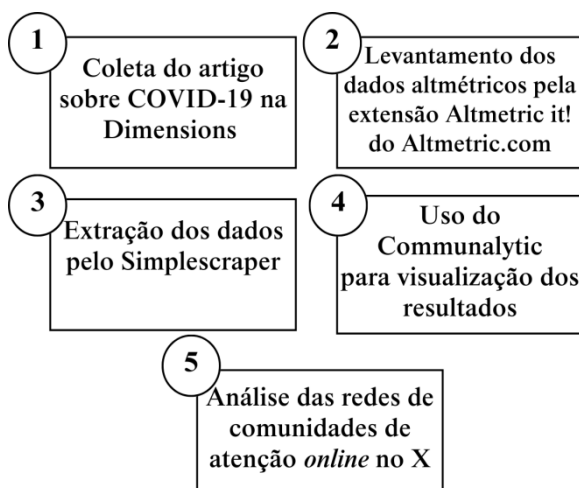 1
Coleta do artigo
sobre COVID-19 na
Dimensions
2
Levantamento dos
dados altmétricos pela
extensão Altmetric it!
do Altmetric.com
3
Extração dos dados
pelo Simplescraper
4
Uso do
Communalytic
para visualização dos
resultados
5
Análise das redes de
comunidades de
atenção online no X